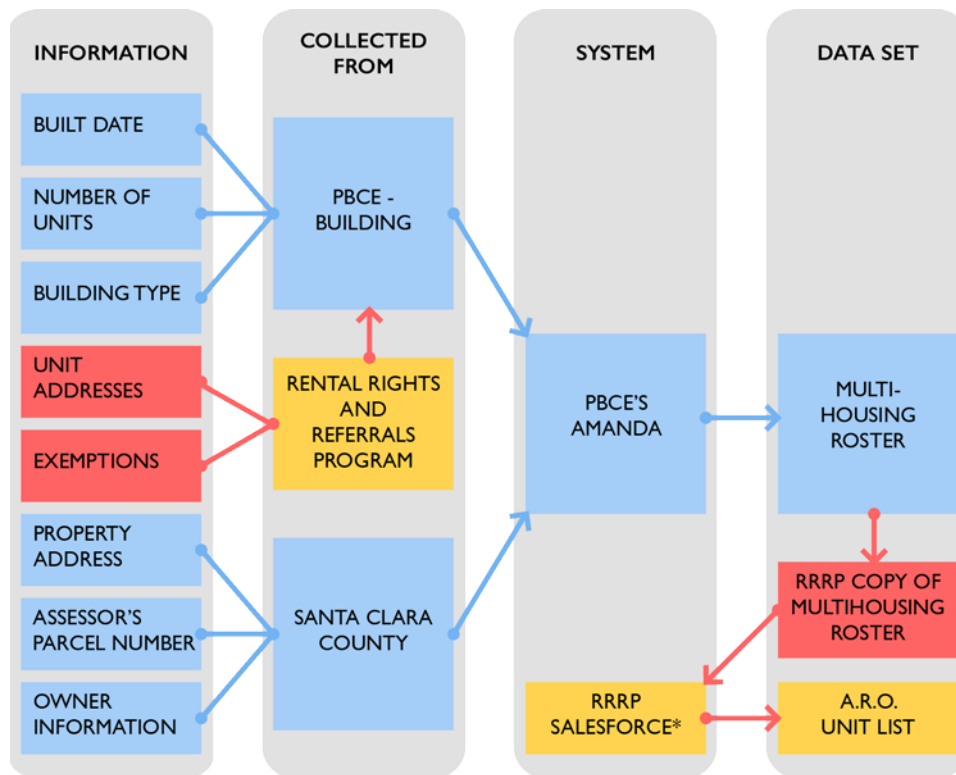 INFORMATION
BUILT DATE
NUMBER OF
UNITS
BUILDING TYPE
UNIT
ADDRESSES
EXEMPTIONS
PROPERTY
ADDRESS
ASSESSOR'S
PARCEL NUMBER
OWNER
INFORMATION
COLLECTED
FROM
PBCE -
BUILDING
RENTAL RIGHTS
AND
REFERRALS
PROGRAM
SANTA CLARA
COUNTY
SYSTEM
PBCE'S
AMANDA
RRRP
SALESFORCE*
DATA SET
MULTI-
HOUSING
ROSTER
RRRP COPY OF
MULTIHOUSING
ROSTER
A.R.O.
UNIT LIST